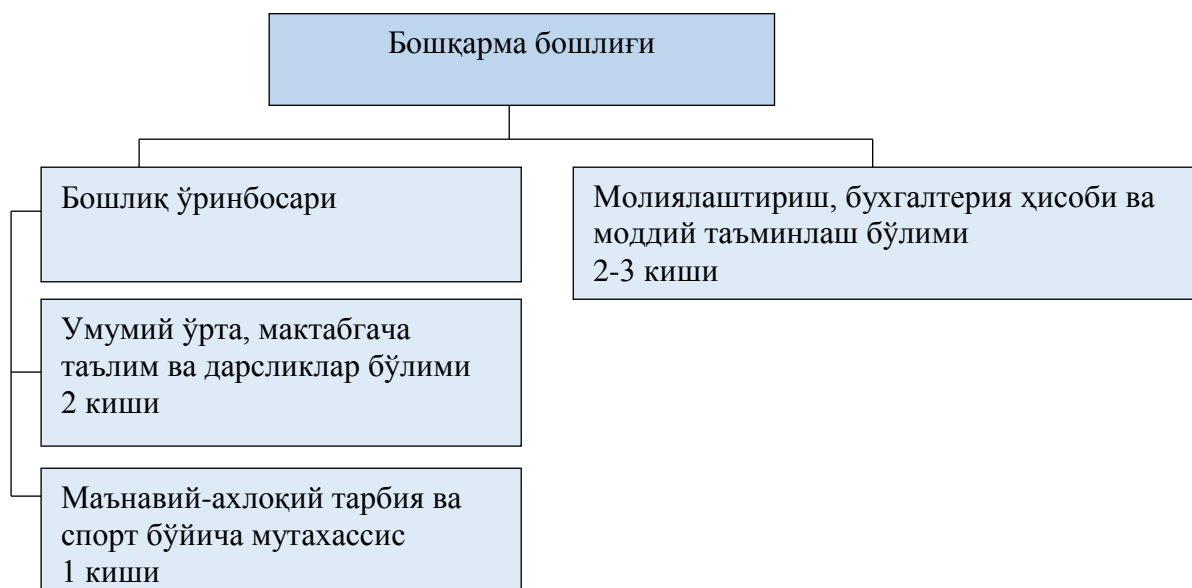 Бошқарма бошлиғи
Бошлиқ ўринбосари
Молиялаштириш, бухгалтерия ҳисоби ва
моддий таъминлаш бўлими
2-3 киши
Умумий ўрта, мактабгача
таълим ва дарсликлар бўлими
2 киши
Маънавий-ахлоқий тарбия ва
спорт бўйича мутахассис
1 киши